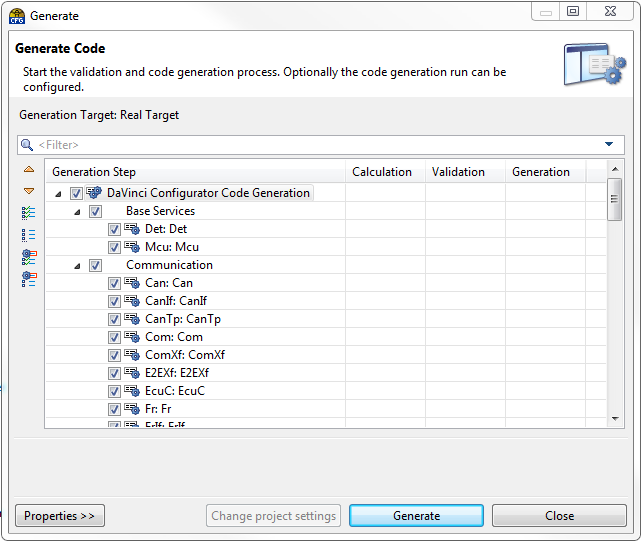 Generate
Generate Code
Start the validation and code generation process. Optionally the code generation run can be
configured.
Generation Target: Real Target
<Filter>
Generation Step Calculation Validation Generation
DaVinci Configurator Code Generation
Base Services
Det: Det
Mcu: Mcu
Communication
Can: Can
CanIf: CanIf
CanTp: CanTp
Com: Com
ComXf: ComXf
E2EXf: E2EXf
EcuC: EcuC
Fr: Fr
FrIf: FrIf
Properties >> Change project settings Generate Close